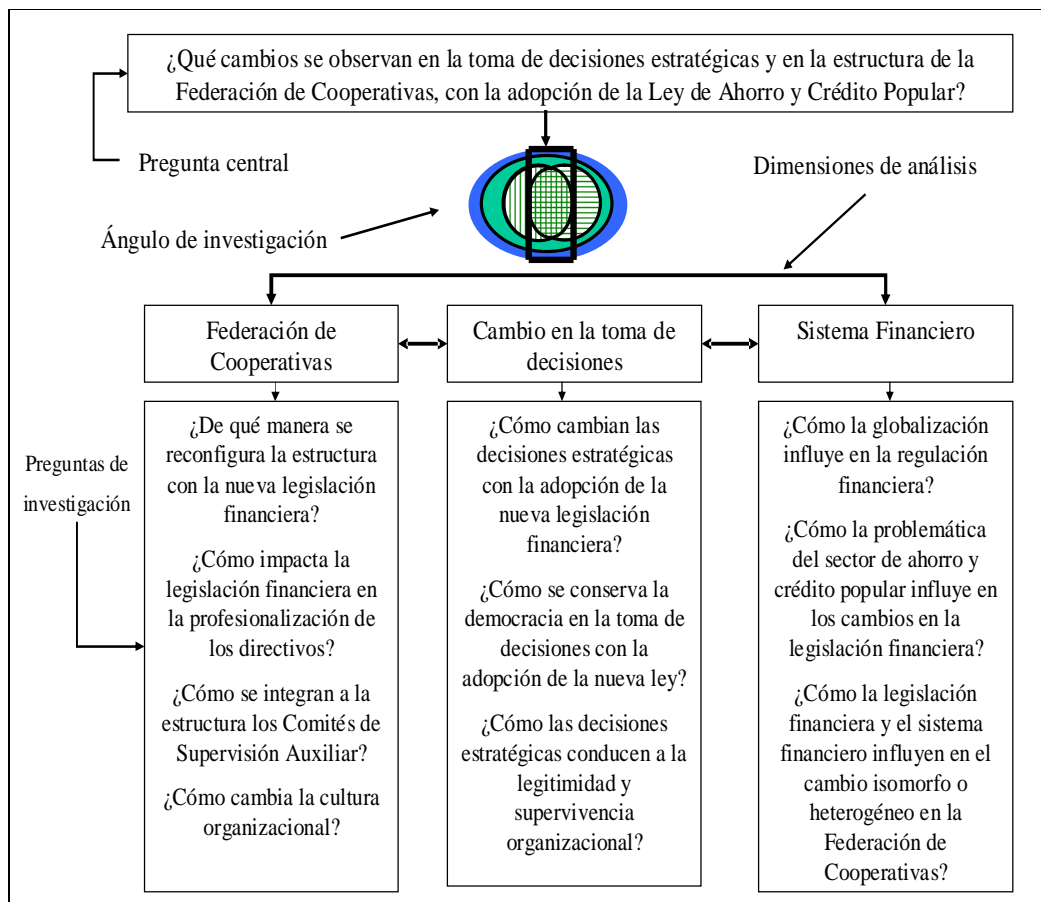 ¿Qué cambios se observan en la toma de decisiones estratégicas y en la estructura de la
Federación de Cooperativas, con la adopción de la Ley de Ahorro y Crédito Popular?
Pregunta central
Dimensiones de análisis
Ángulo de investigación
Federación de
Cooperativas
Cambio en la toma de
decisiones
Sistema Financiero
Preguntas de
investigación
¿De qué manera se
reconfigura la estructura
con la nueva legislación
financiera?
¿Cómo impacta la
legislación financiera en
la profesionalización de
los directivos?
¿Cómo se integran a la
estructura los Comités de
Supervisión Auxiliar?
¿Cómo cambia la cultura
organizacional?
¿Cómo cambian las
decisiones estratégicas
con la adopción de la
nueva legislación
financiera?
¿Cómo se conserva la
democracia en la toma de
decisiones con la
adopción de la nueva ley?
¿Cómo las decisiones
estratégicas conducen a la
legitimidad y
supervivencia
organizacional?
¿Cómo la globalización
influye en la regulación
financiera?
¿Cómo la problemática
del sector de ahorro y
crédito popular influye en
los cambios en la
legislación financiera?
¿Cómo la legislación
financiera y el sistema
financiero influyen en el
cambio isomorfo o
heterogéneo en la
Federación de
Cooperativas?